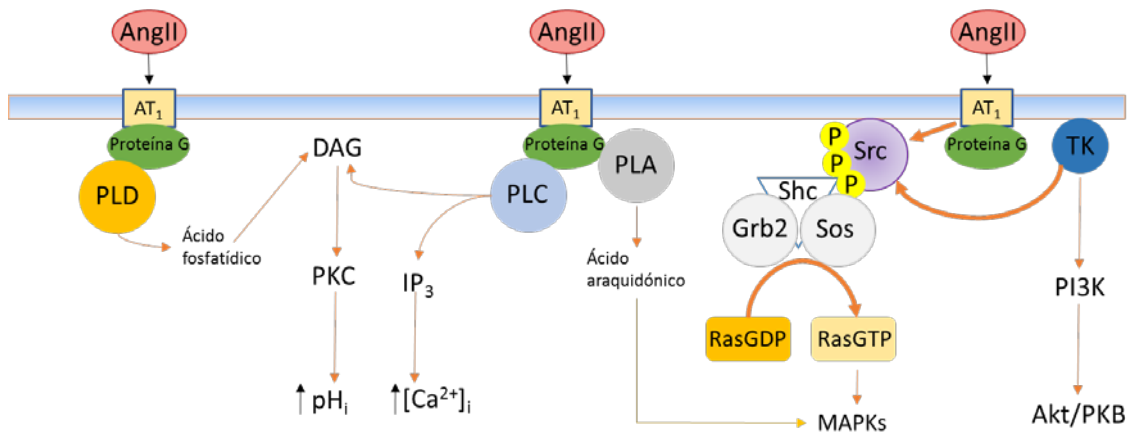 AngII
AngII
AngII
AT₁
AT₁
AT₁
Proteína G
Proteína G
Proteína G
P
P
P
Src
TK
DAG
PLD
PLC
PLA
Shc
Grb2
Sos
Ácido
fosfatídico
PKC
IP₃
Ácido
araquidónico
PI3K
RasGDP
RasGTP
↑ pHᵢ
↑ [Ca²⁺]ᵢ
MAPKs
Akt/PKB